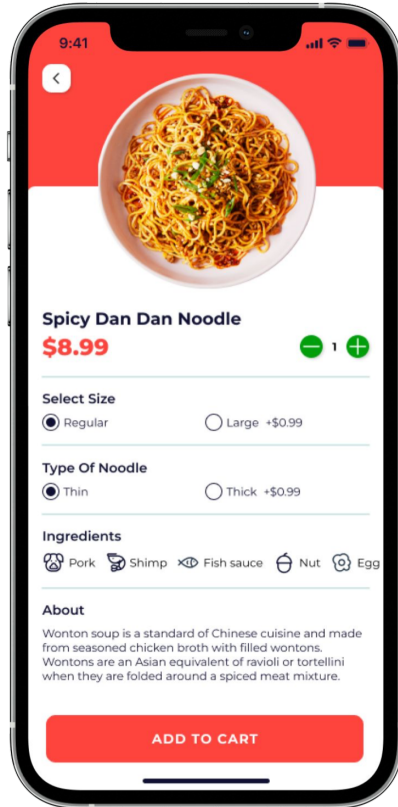 9:41
Spicy Dan Dan Noodle
$8.99
1
Select Size
Regular Large +$0.99
Type Of Noodle
Thin Thick +$0.99
Ingredients
Pork Shimp Fish sauce Nut Egg
About
Wonton soup is a standard of Chinese cuisine and made
from seasoned chicken broth with filled wontons.
Wontons are an Asian equivalent of ravioli or tortellini
when they are folded around a spiced meat mixture.
ADD TO CART